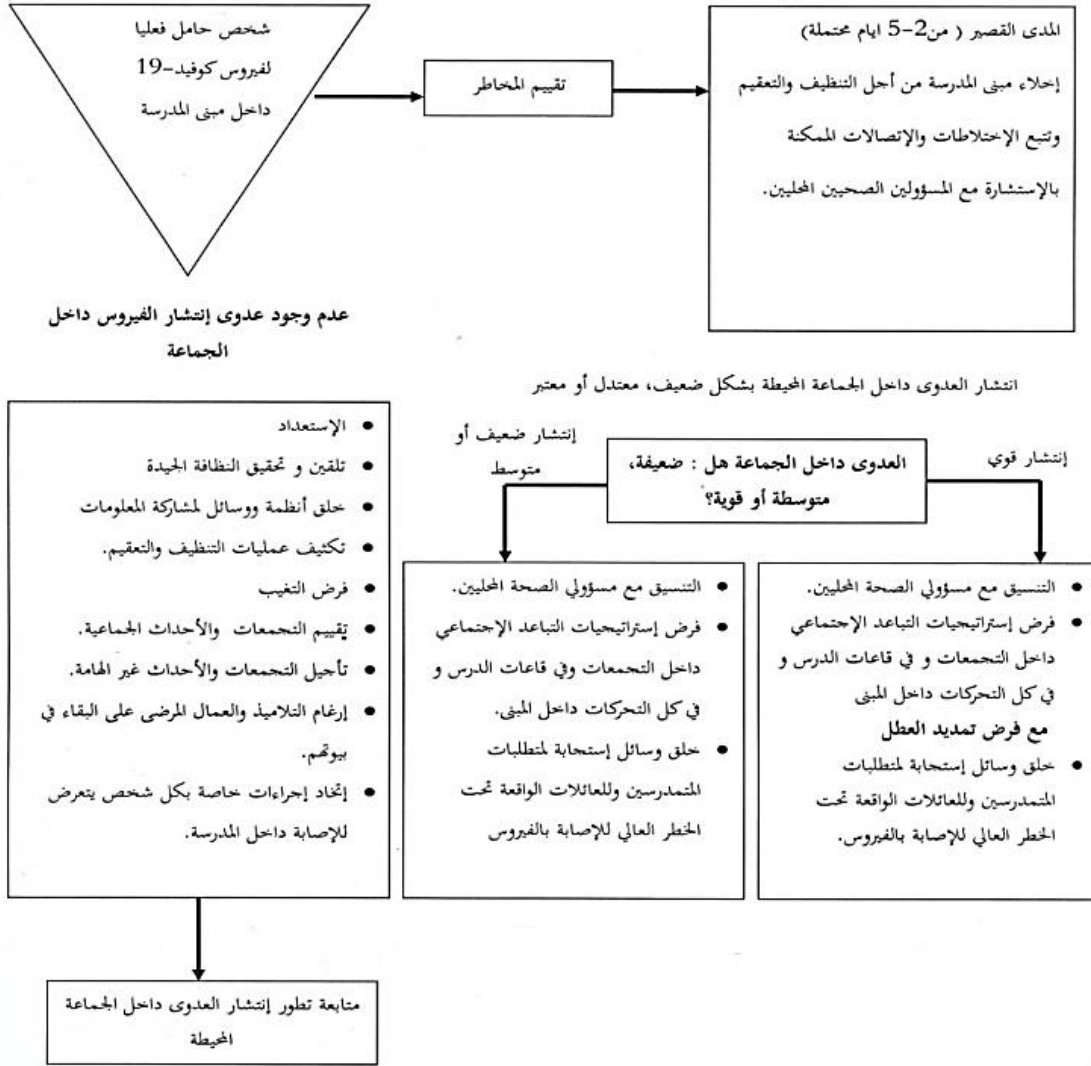 شخص حامل فعليا
لفيروس كوفيد-19
داخل مبنى المدرسة
تقييم المخاطر
المدى القصير ( من2-5 ايام محتملة)
إخلاء مبنى المدرسة من أجل التنظيف والتعقيم
وتتبع الإختلاطات والإتصالات الممكنة
بالإستشارة مع المسؤولين الصحيين المحليين.
عدم وجود عدوى إنتشار الفيروس داخل
الجماعة
انتشار العدوى داخل الجماعة المحيطة بشكل ضعيف، معتدل أو معتبر
إنتشار قوي
العدوى داخل الجماعة هل : ضعيفة،
متوسطة أو قوية؟
إنتشار ضعيف أو
متوسط
• التنسيق مع مسؤولي الصحة المحليين.
• فرض إستراتيجيات التباعد الإجتماعي
داخل التجمعات و في قاعات الدرس و
في كل التحركات داخل المبنى
مع فرض تمديد العطل
• خلق وسائل إستجابة لمتطلبات
المتمدرسين وللعائلات الواقعة تحت
الخطر العالي للإصابة بالفيروس.
• التنسيق مع مسؤولي الصحة المحليين.
• فرض إستراتيجيات التباعد الإجتماعي
داخل التجمعات وفي قاعات الدرس و
في كل التحركات داخل المبنى.
• خلق وسائل إستجابة لمتطلبات
المتمدرسين وللعائلات الواقعة تحت
الخطر العالي للإصابة بالفيروس
• الإستعداد
• تلقين و تحقيق النظافة الجيدة
• خلق أنظمة ووسائل لمشاركة المعلومات
• تكثيف عمليات التنظيف والتعقيم.
• فرض التغيب
• تقييم التجمعات والأحداث الجماعية.
• تأجيل التجمعات والأحداث غير الهامة.
• إرغام التلاميذ والعمال المرضى على البقاء في
بيوتهم.
• إتخاد إجراءات خاصة بكل شخص يتعرض
للإصابة داخل المدرسة.
متابعة تطور إنتشار العدوى داخل الجماعة
المحيطة